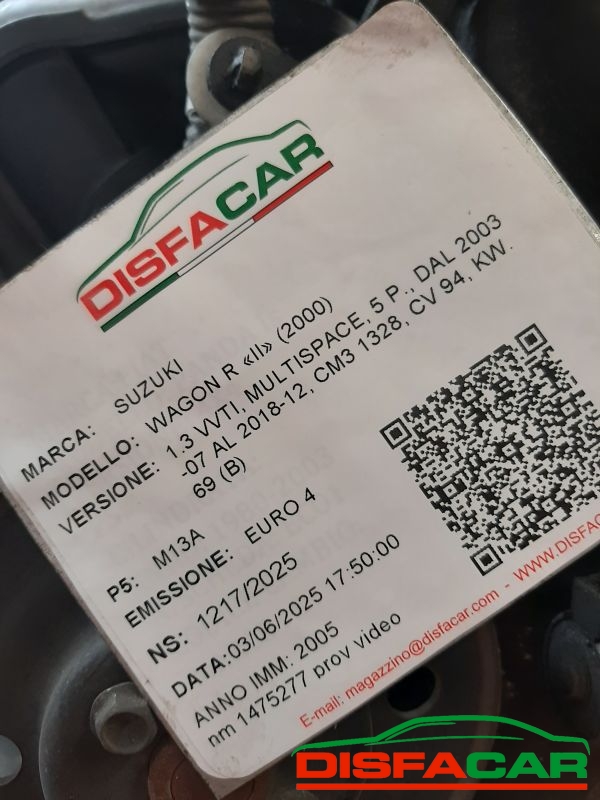 DISFACAR
MARCA: SUZUKI
MODELLO: WAGON R «II» (2000)
VERSIONE: 1.3 VVTI, MULTISPACE, 5 P., DAL 2003
-07 AL 2018-12, CM3 1328, CV 94, KW.
69 (B)
P5: M13A
EMISSIONE: EURO 4
NS: 1217/2025
DATA:03/06/2025 17:50:00
ANNO IMM: 2005
nm 1475277 prov video
E-mail: magazzino@disfacar.com - WWW.DISFAC
DISFACAR